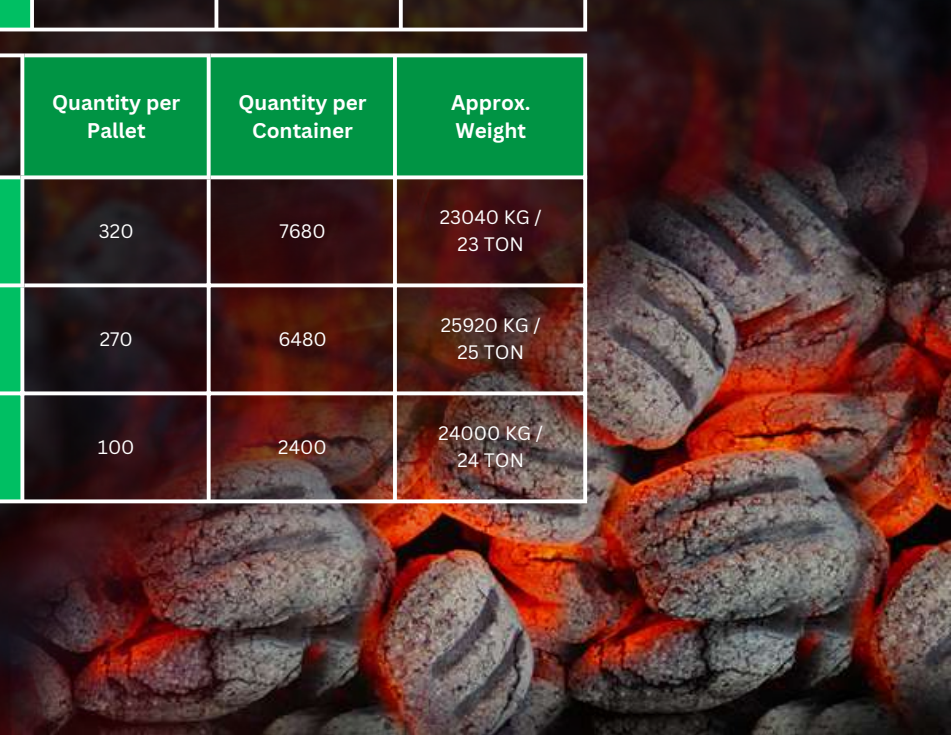 Quantity per
Pallet
Quantity per
Container
Approx.
Weight
320
7680
23040 KG /
23 TON
270
6480
25920 KG /
25 TON
100
2400
24000 KG /
24 TON